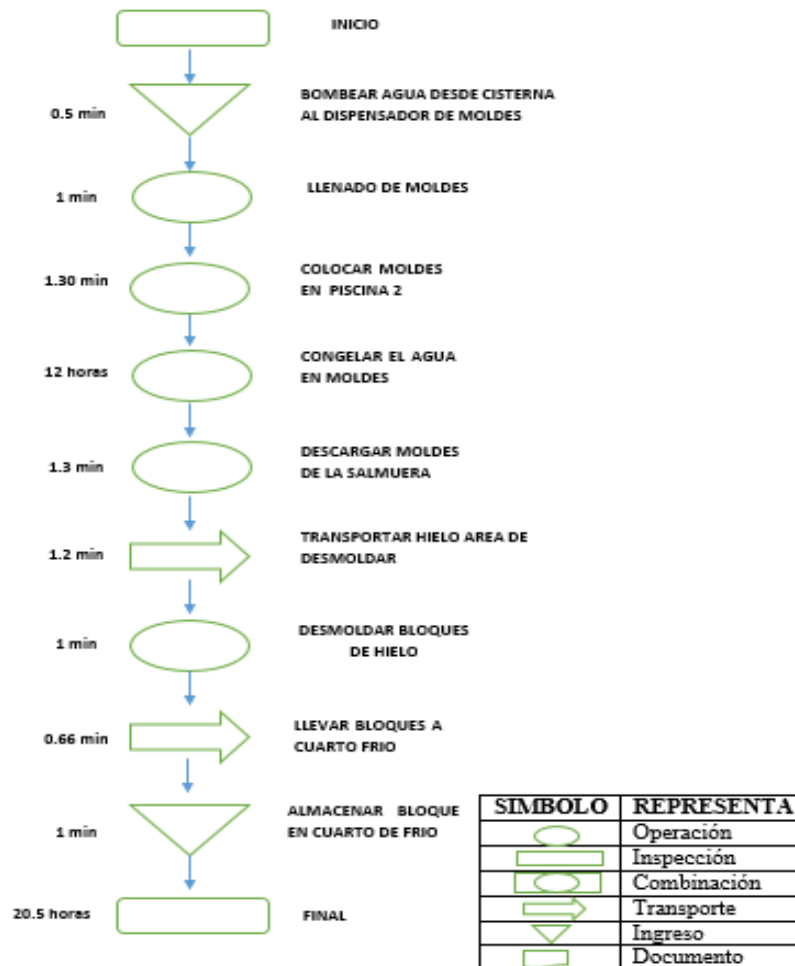 INICIO
0.5 min
BOMBEAR AGUA DESDE CISTERNA
AL DISPENSADOR DE MOLDES
1 min
LLENADO DE MOLDES
1.30 min
COLOCAR MOLDES
EN PISCINA 2
12 horas
CONGELAR EL AGUA
EN MOLDES
1.3 min
DESCARGAR MOLDES
DE LA SALMUERA
1.2 min
TRANSPORTAR HIELO AREA DE
DESMOLDAR
1 min
DESMOLDAR BLOQUES
DE HIELO
0.66 min
LLEVAR BLOQUES A
CUARTO FRIO
1 min
ALMACENAR BLOQUE
EN CUARTO DE FRIO
20.5 horas
FINAL
SIMBOLO REPRESENTA
Operación
Inspección
Combinación
Transporte
Ingreso
Documento